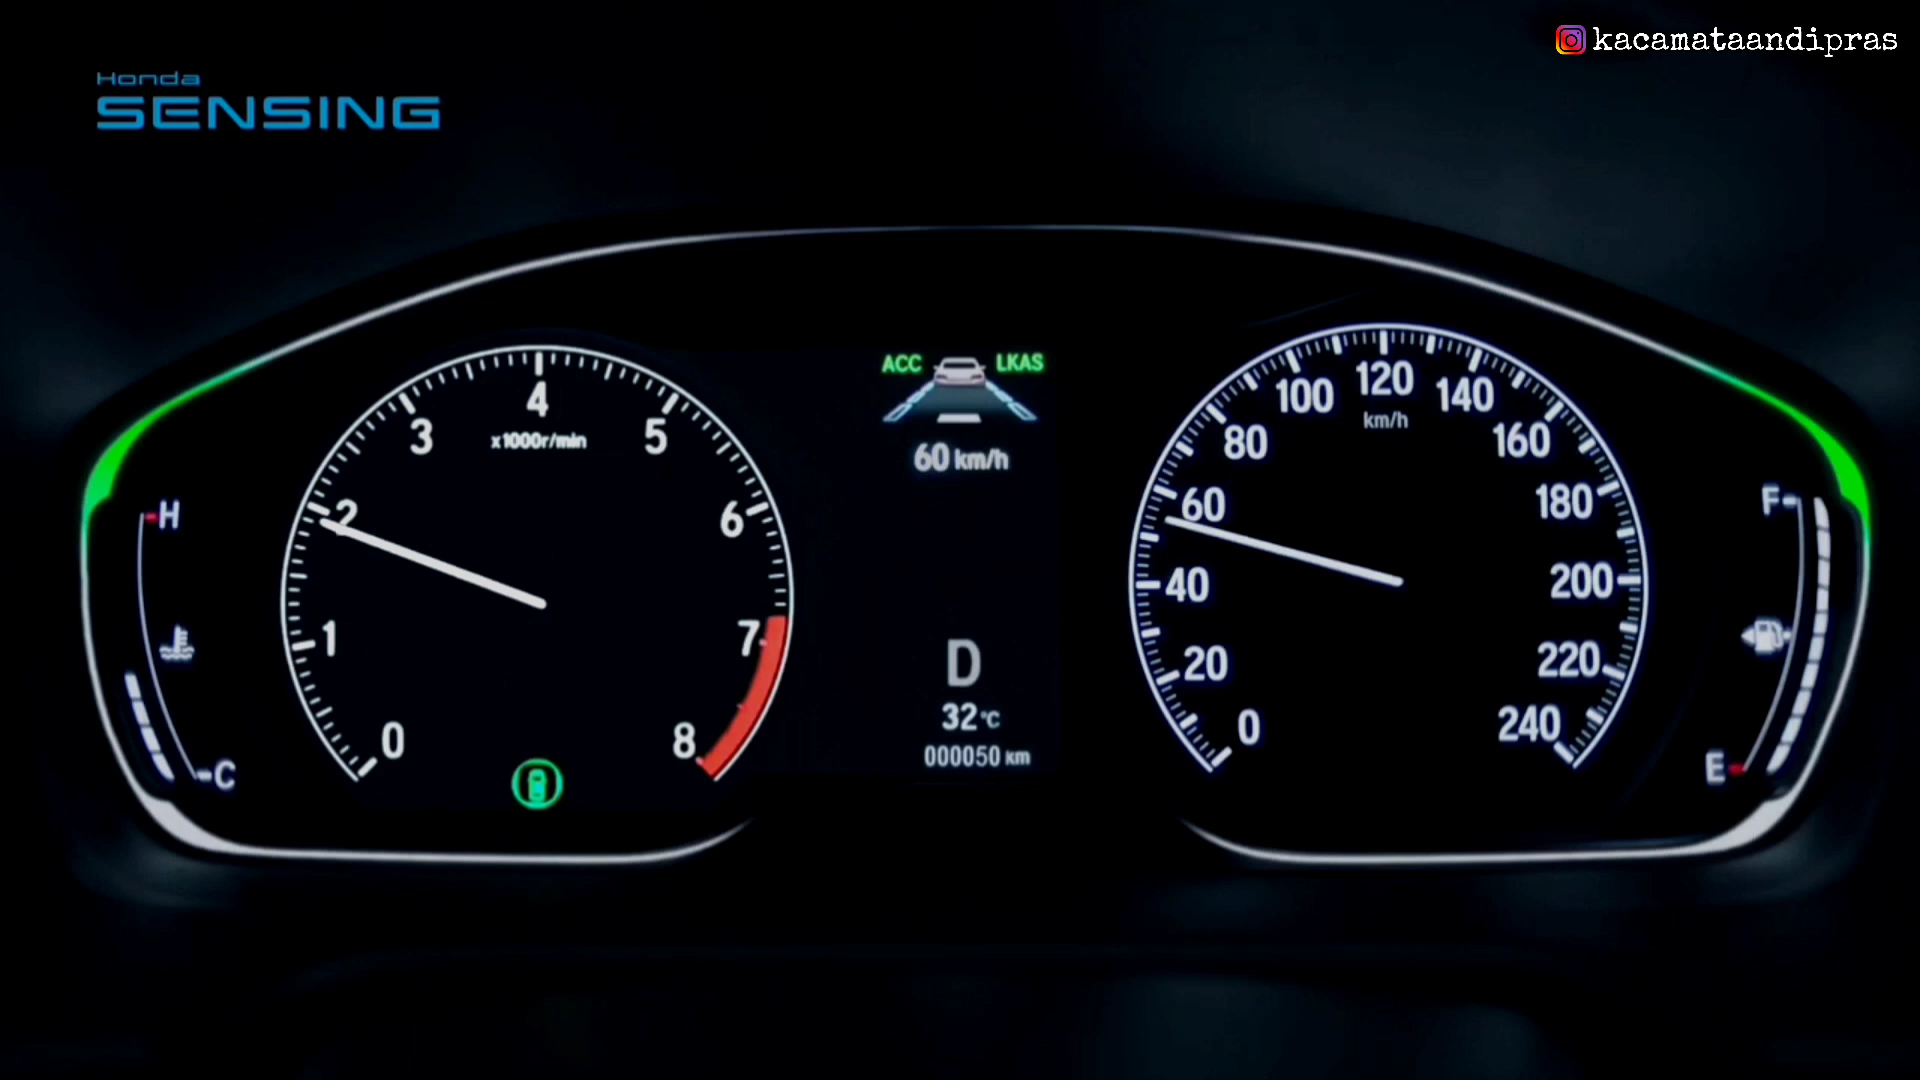 kacamataandipras
Honda
SENSING
ACC LKAS
60 km/h
0
1
2
3
4
5
6
7
8
x1000r/min
H
C
D
32°C
000050 km
0
20
40
60
80
100
120
140
160
180
200
220
240
km/h
F
E